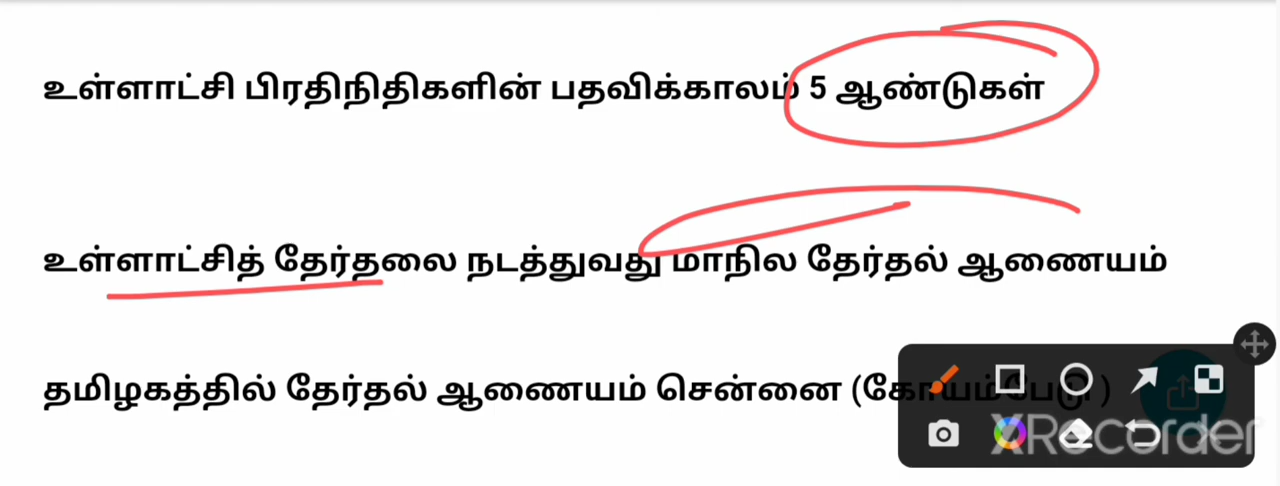 உள்ளாட்சி பிரதிநிதிகளின் பதவிக்காலம் 5 ஆண்டுகள்
உள்ளாட்சித் தேர்தலை நடத்துவது மாநில தேர்தல் ஆணையம்
தமிழகத்தில் தேர்தல் ஆணையம் சென்னை (கோயம்பேடு )
XRecorder